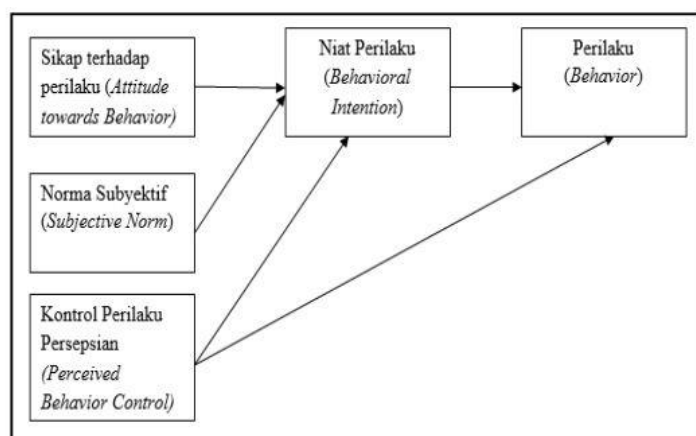 Sikap terhadap
perilaku (Attitude
towards Behavior)
Niat Perilaku
(Behavioral
Intention)
Perilaku
(Behavior)
Norma Subyektif
(Subjective Norm)
Kontrol Perilaku
Persepsian
(Perceived
Behavior Control)